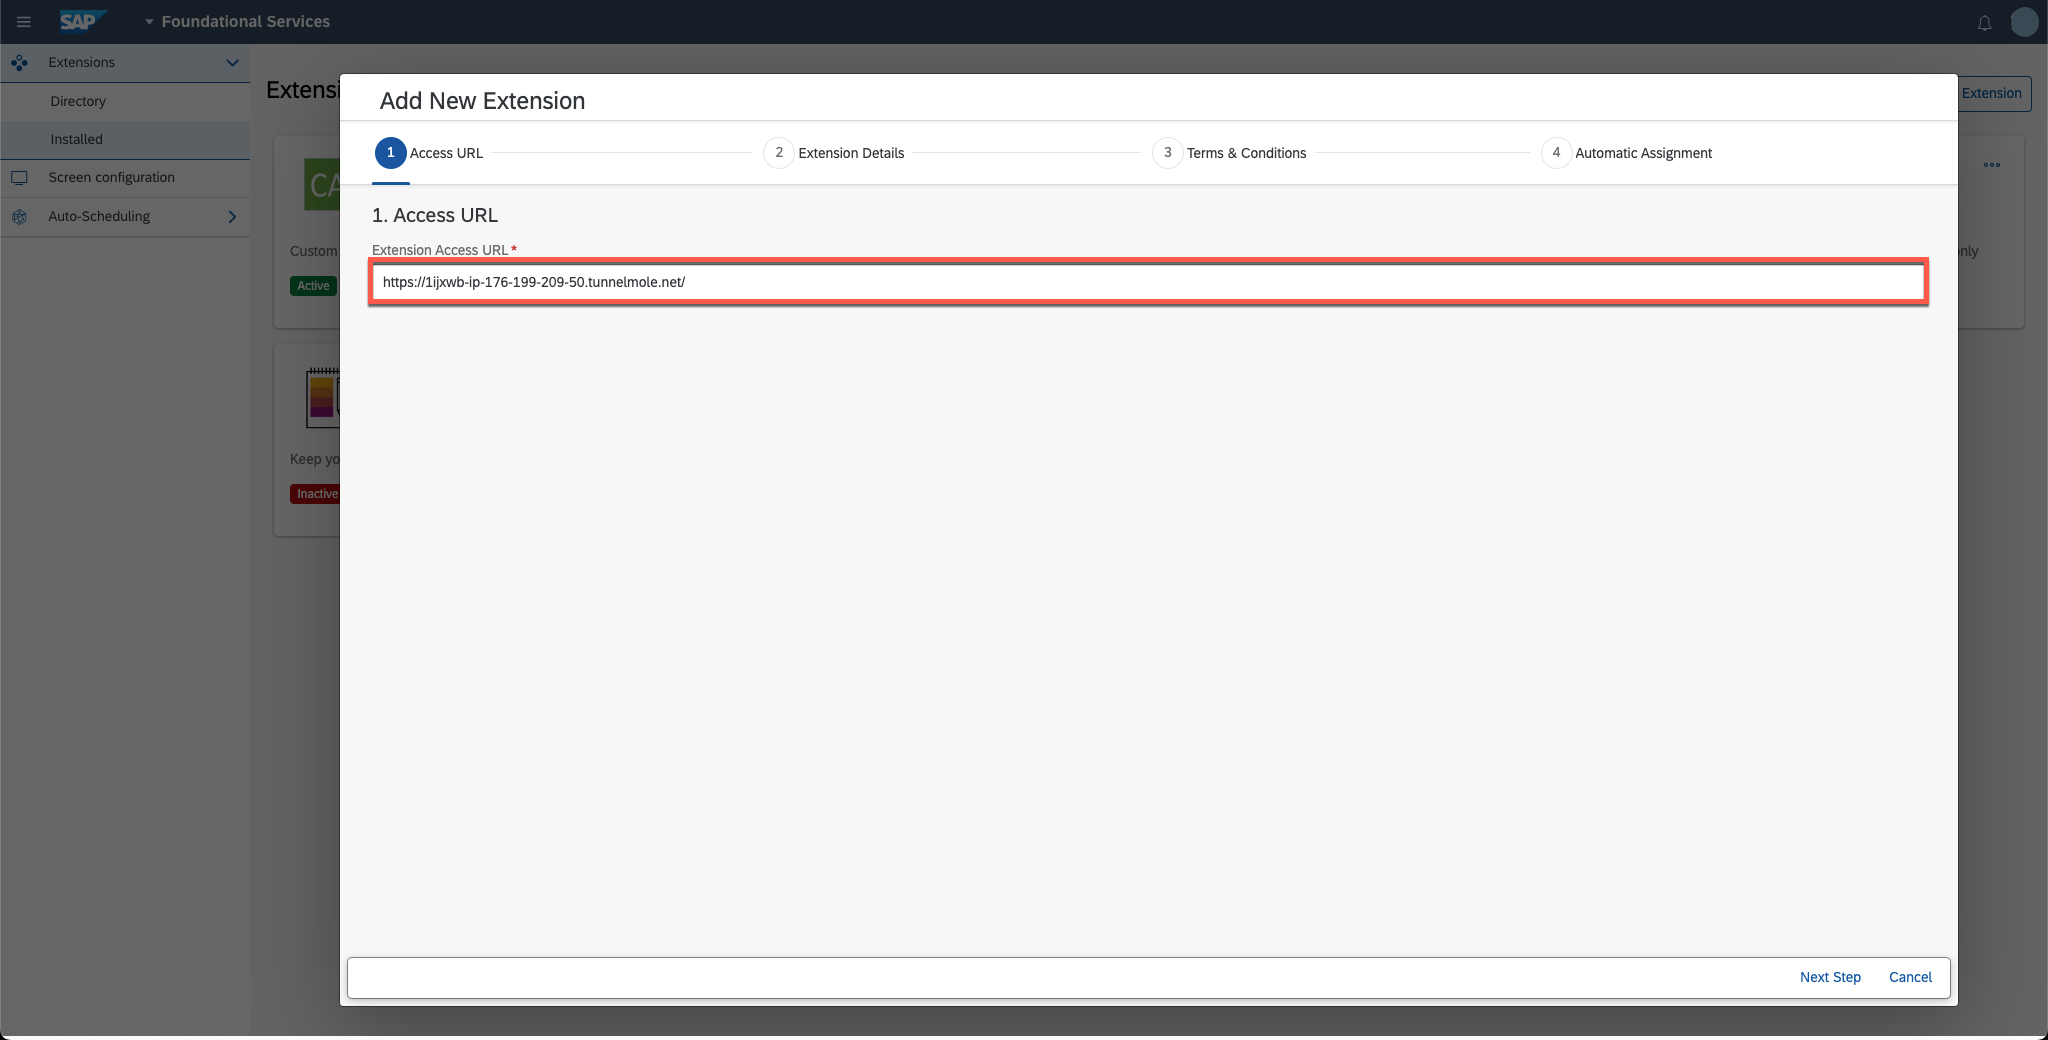 SAP
Foundational Services
Extensions
Directory
Installed
Screen configuration
Auto-Scheduling
Extensi
Extension
CA
Custom
Active
Keep yo
Inactive
nly
Add New Extension
1 Access URL
2 Extension Details
3 Terms & Conditions
4 Automatic Assignment
1. Access URL
Extension Access URL *
https://1ijxwb-ip-176-199-209-50.tunnelmole.net/
Next Step
Cancel